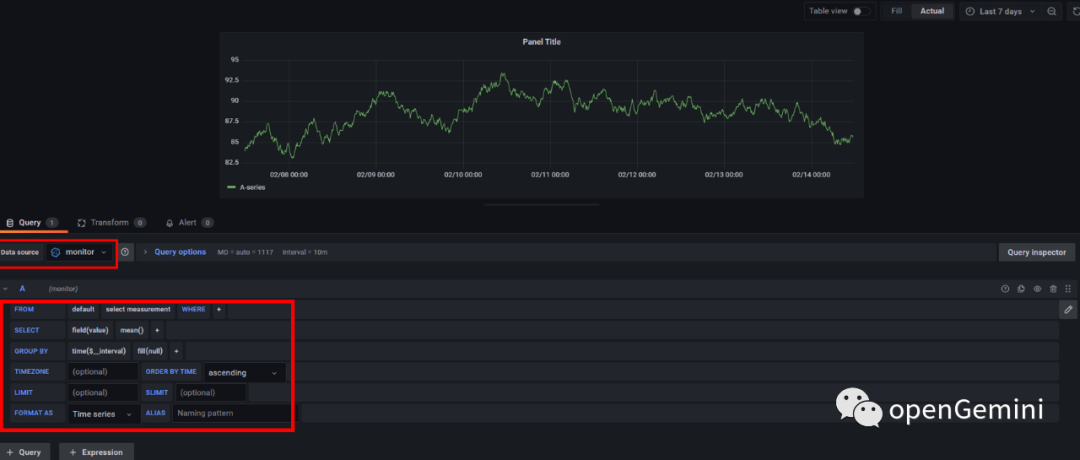 Table view Fill Actual Last 7 days
Panel Title
95
92.5
90
87.5
85
82.5
02/08 00:00 02/09 00:00 02/10 00:00 02/11 00:00 02/12 00:00 02/13 00:00 02/14 00:00
A-series
Query 1 Transform 0 Alert 0
Data source monitor Query options MD = auto = 1117 Interval = 10m Query inspector
A (monitor)
FROM default select measurement WHERE +
SELECT field(value) mean() +
GROUP BY time($__interval) fill(null) +
TIMEZONE (optional) ORDER BY TIME ascending
LIMIT (optional) SLIMIT (optional)
FORMAT AS Time series ALIAS Naming pattern
openGemini
+ Query + Expression